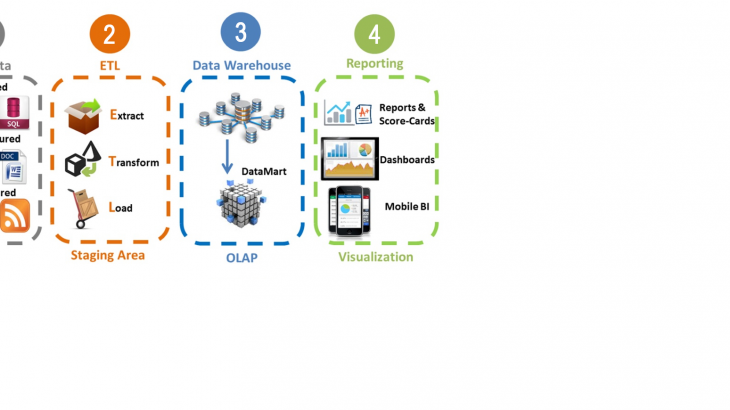 2
3
4
ta
ETL
Data Warehouse
Reporting
ed
SQL
ured
DOC
W
red
Extract
Transform
Load
DataMart
A+
Reports &
Score-Cards
Dashboards
Mobile BI
Staging Area
OLAP
Visualization